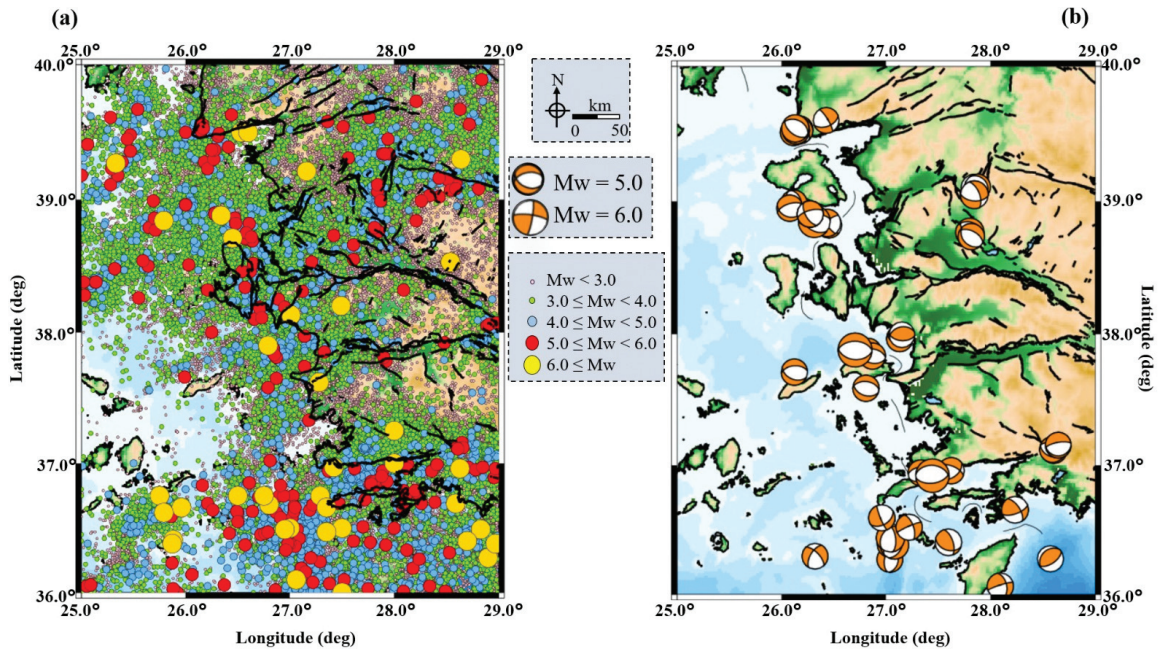 (a)
(b)
25.0° 26.0° 27.0° 28.0° 29.0°
25.0° 26.0° 27.0° 28.0° 29.0°
40.0°
39.0°
38.0°
37.0°
36.0°
25.0° 26.0° 27.0° 28.0° 29.0°
Latitude (deg)
Longitude (deg)
N
km
0 50
Mw = 5.0
Mw = 6.0
Mw < 3.0
3.0 ≤ Mw < 4.0
4.0 ≤ Mw < 5.0
5.0 ≤ Mw < 6.0
6.0 ≤ Mw
40.0°
39.0°
38.0°
37.0°
36.0°
25.0° 26.0° 27.0° 28.0° 29.0°
Latitude (deg)
Longitude (deg)